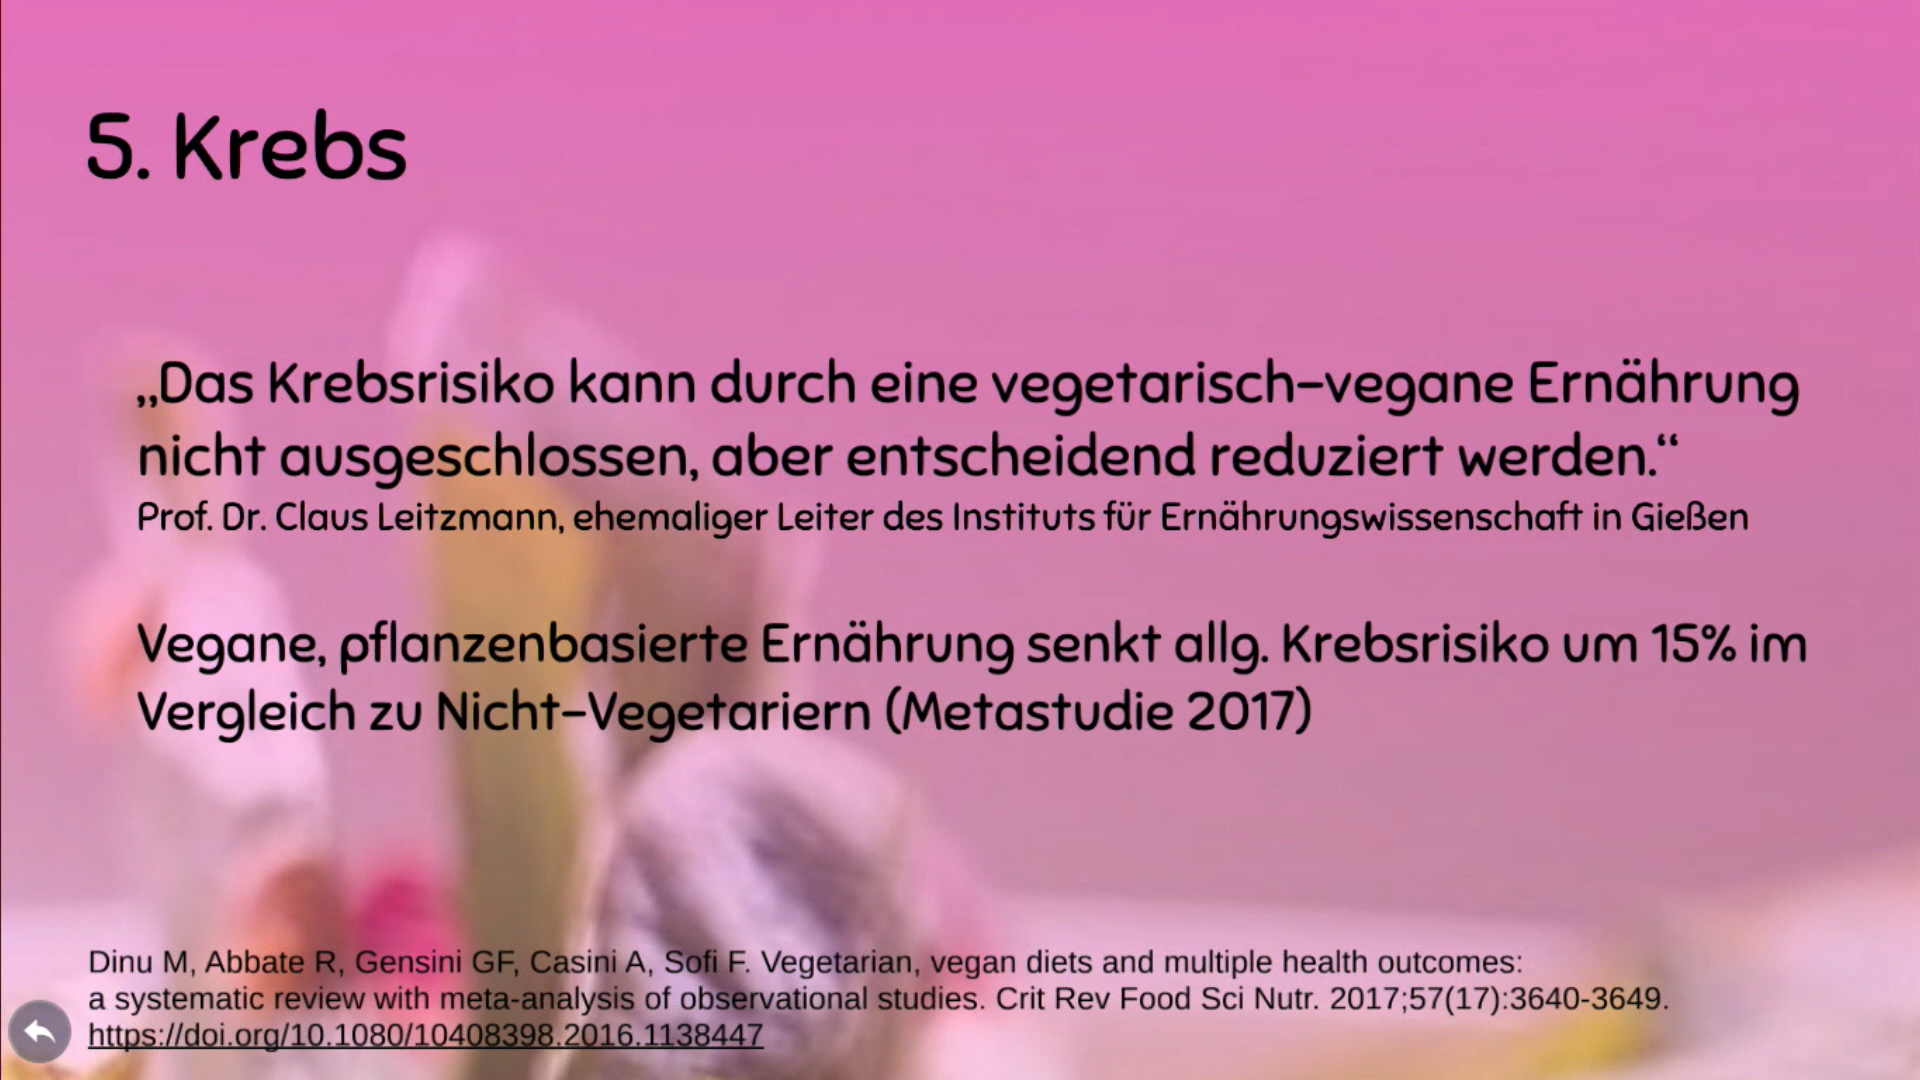 5. Krebs
„Das Krebsrisiko kann durch eine vegetarisch-vegane Ernährung
nicht ausgeschlossen, aber entscheidend reduziert werden.“
Prof. Dr. Claus Leitzmann, ehemaliger Leiter des Instituts für Ernährungswissenschaft in Gießen
Vegane, pflanzenbasierte Ernährung senkt allg. Krebsrisiko um 15% im
Vergleich zu Nicht-Vegetariern (Metastudie 2017)
Dinu M, Abbate R, Gensini GF, Casini A, Sofi F. Vegetarian, vegan diets and multiple health outcomes:
a systematic review with meta-analysis of observational studies. Crit Rev Food Sci Nutr. 2017;57(17):3640-3649.
https://doi.org/10.1080/10408398.2016.1138447